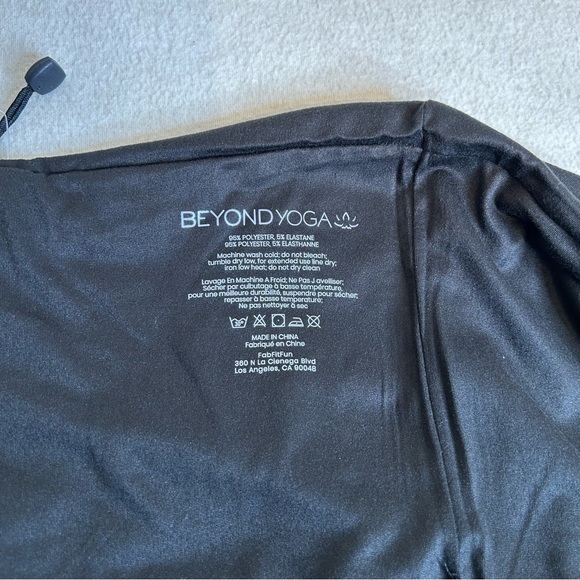 BEYOND YOGA
95% POLYESTER, 5% ELASTANE
95% POLYESTER, 5% ELASTHANNE
Machine wash cold; do not bleach;
tumble dry low, for extended use line dry;
iron low heat; do not dry clean
Lavage En Machine A Froid; Ne Pas J avelliser;
Sécher par culbutage à basse température,
pour une meilleure durabilité, suspendre pour sécher;
repasser à basse temperature;
Ne pas nettoyer à sec
MADE IN CHINA
Fabriqué en Chine
FabFitFun
360 N La Cienega Blvd
Los Angeles, CA 90048